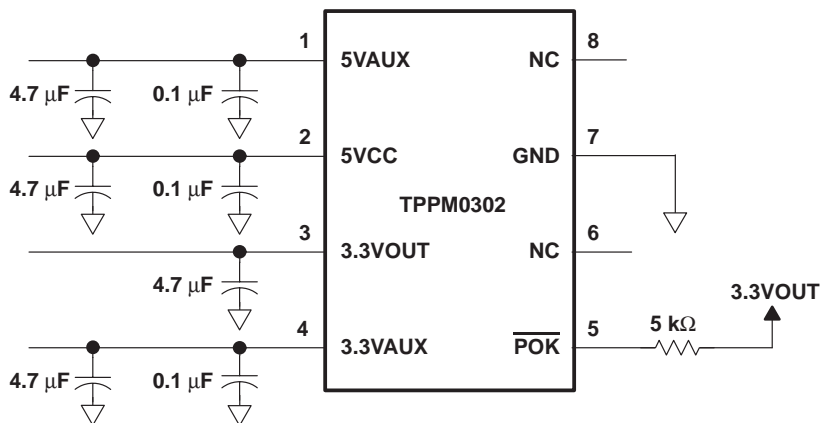 1 8
5VAUX NC
4.7 μF 0.1 μF
2 7
5VCC GND
4.7 μF 0.1 μF
TPPM0302
3 6
3.3VOUT NC
4.7 μF
3.3VOUT
4 5 5 kΩ
3.3VAUX POK
4.7 μF 0.1 μF